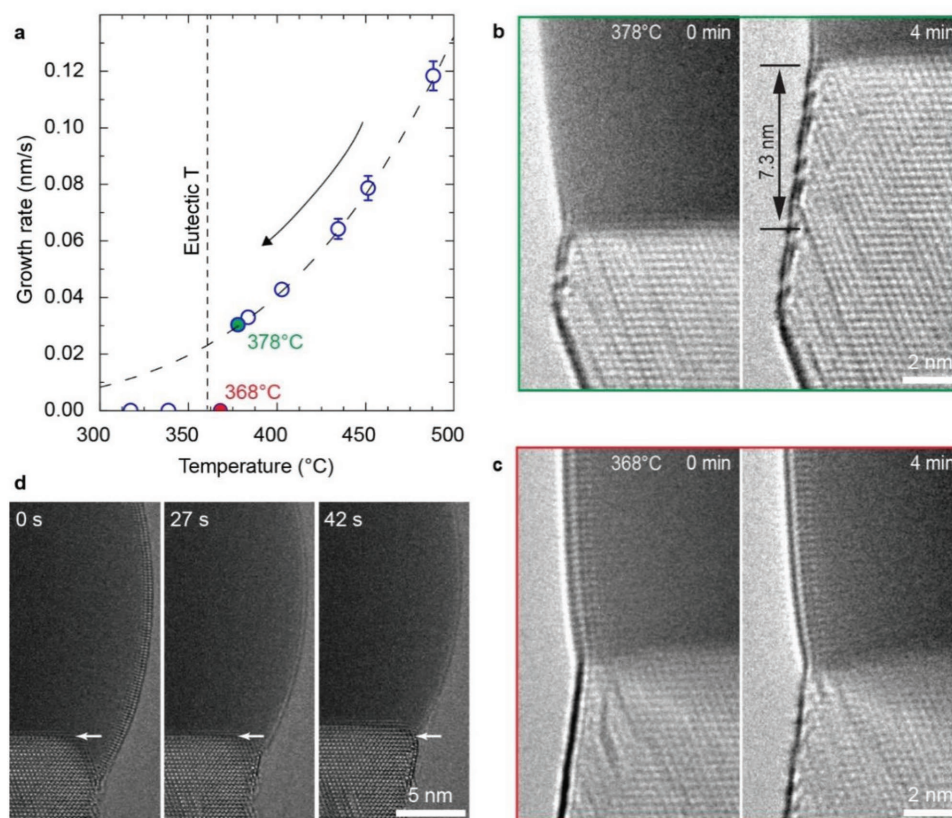 a
Growth rate (nm/s)
0.12
0.10
0.08
0.06
0.04
0.02
0.00
Eutectic T
378°C
368°C
300
350
400
450
500
Temperature (°C)
b
378°C 0 min
4 min
7.3 nm
2 nm
c
368°C 0 min
4 min
2 nm
d
0 s
27 s
42 s
5 nm